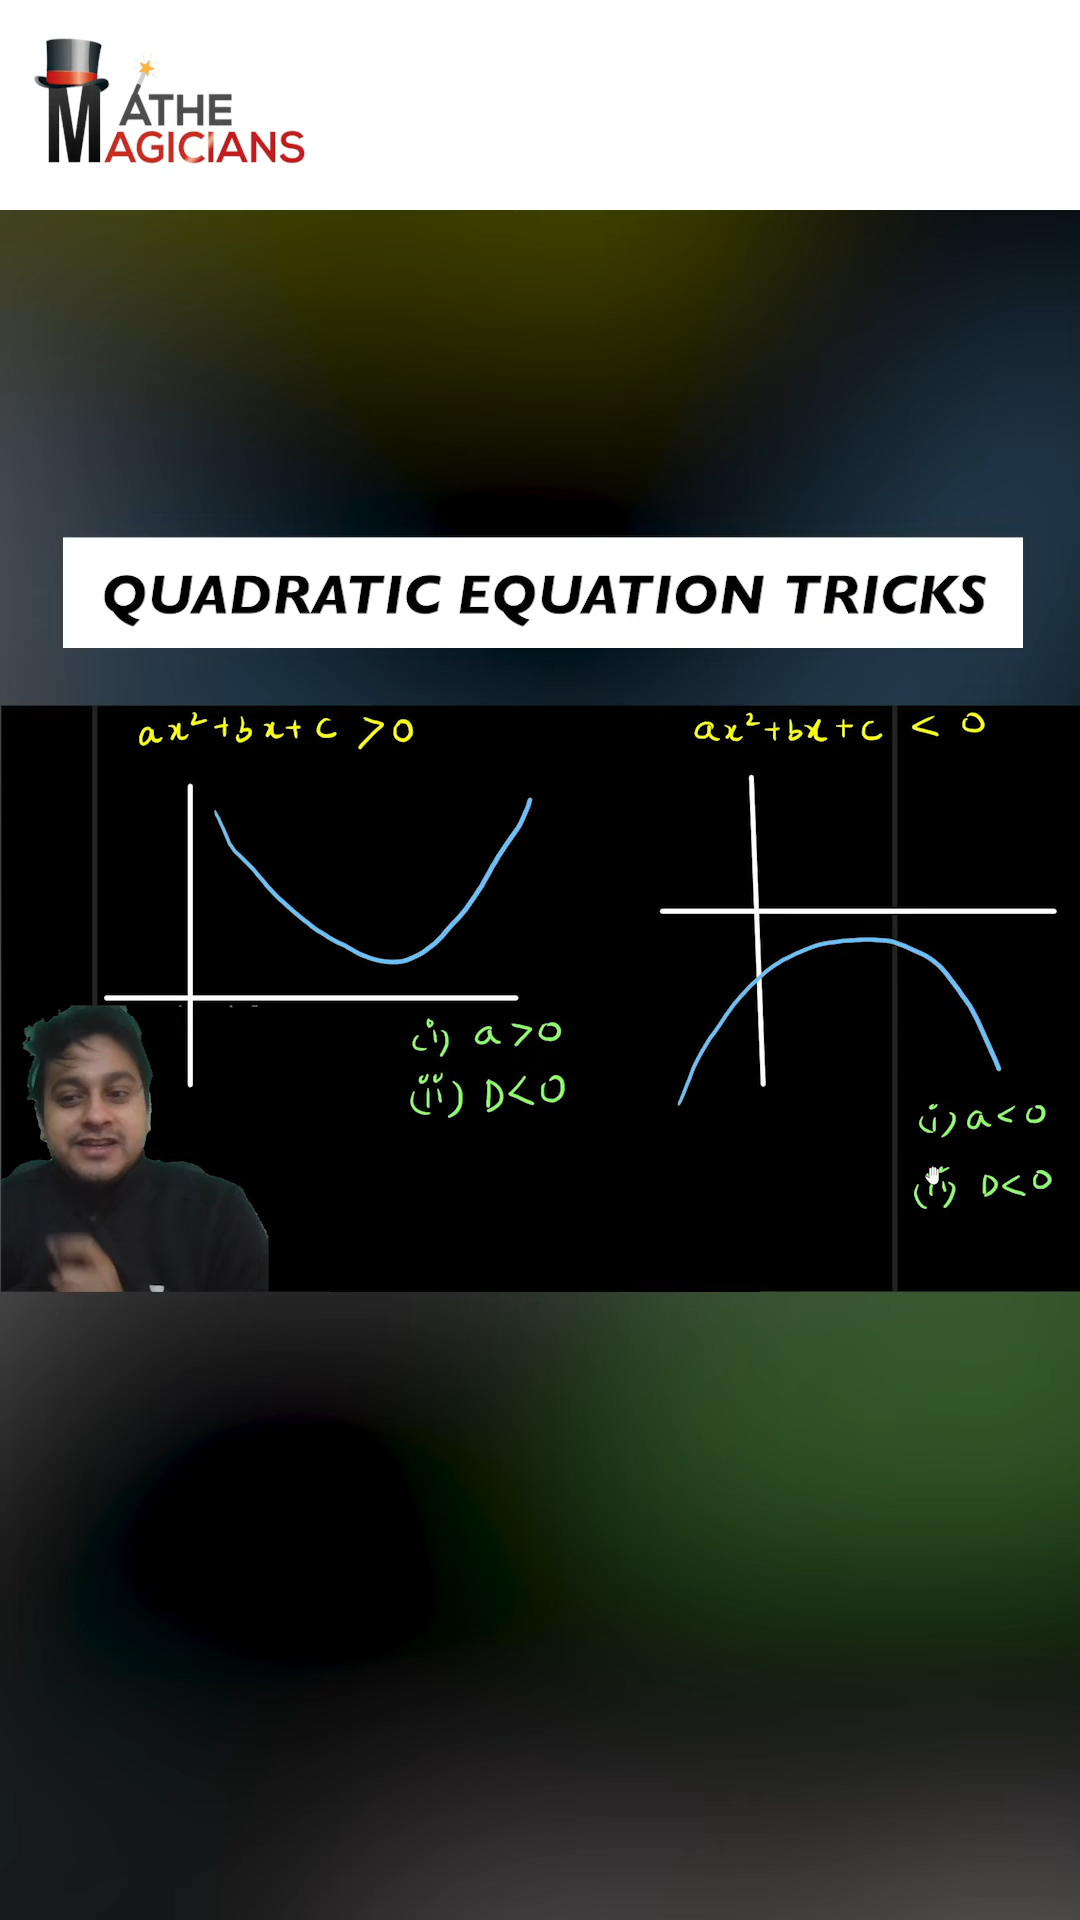 MATHE
MAGICIANS
QUADRATIC EQUATION TRICKS
ax²+bx+c >0
ax²+bx+c < 0
(i) a>0
(ii) D<0
(i) a<0
(ii) D<0